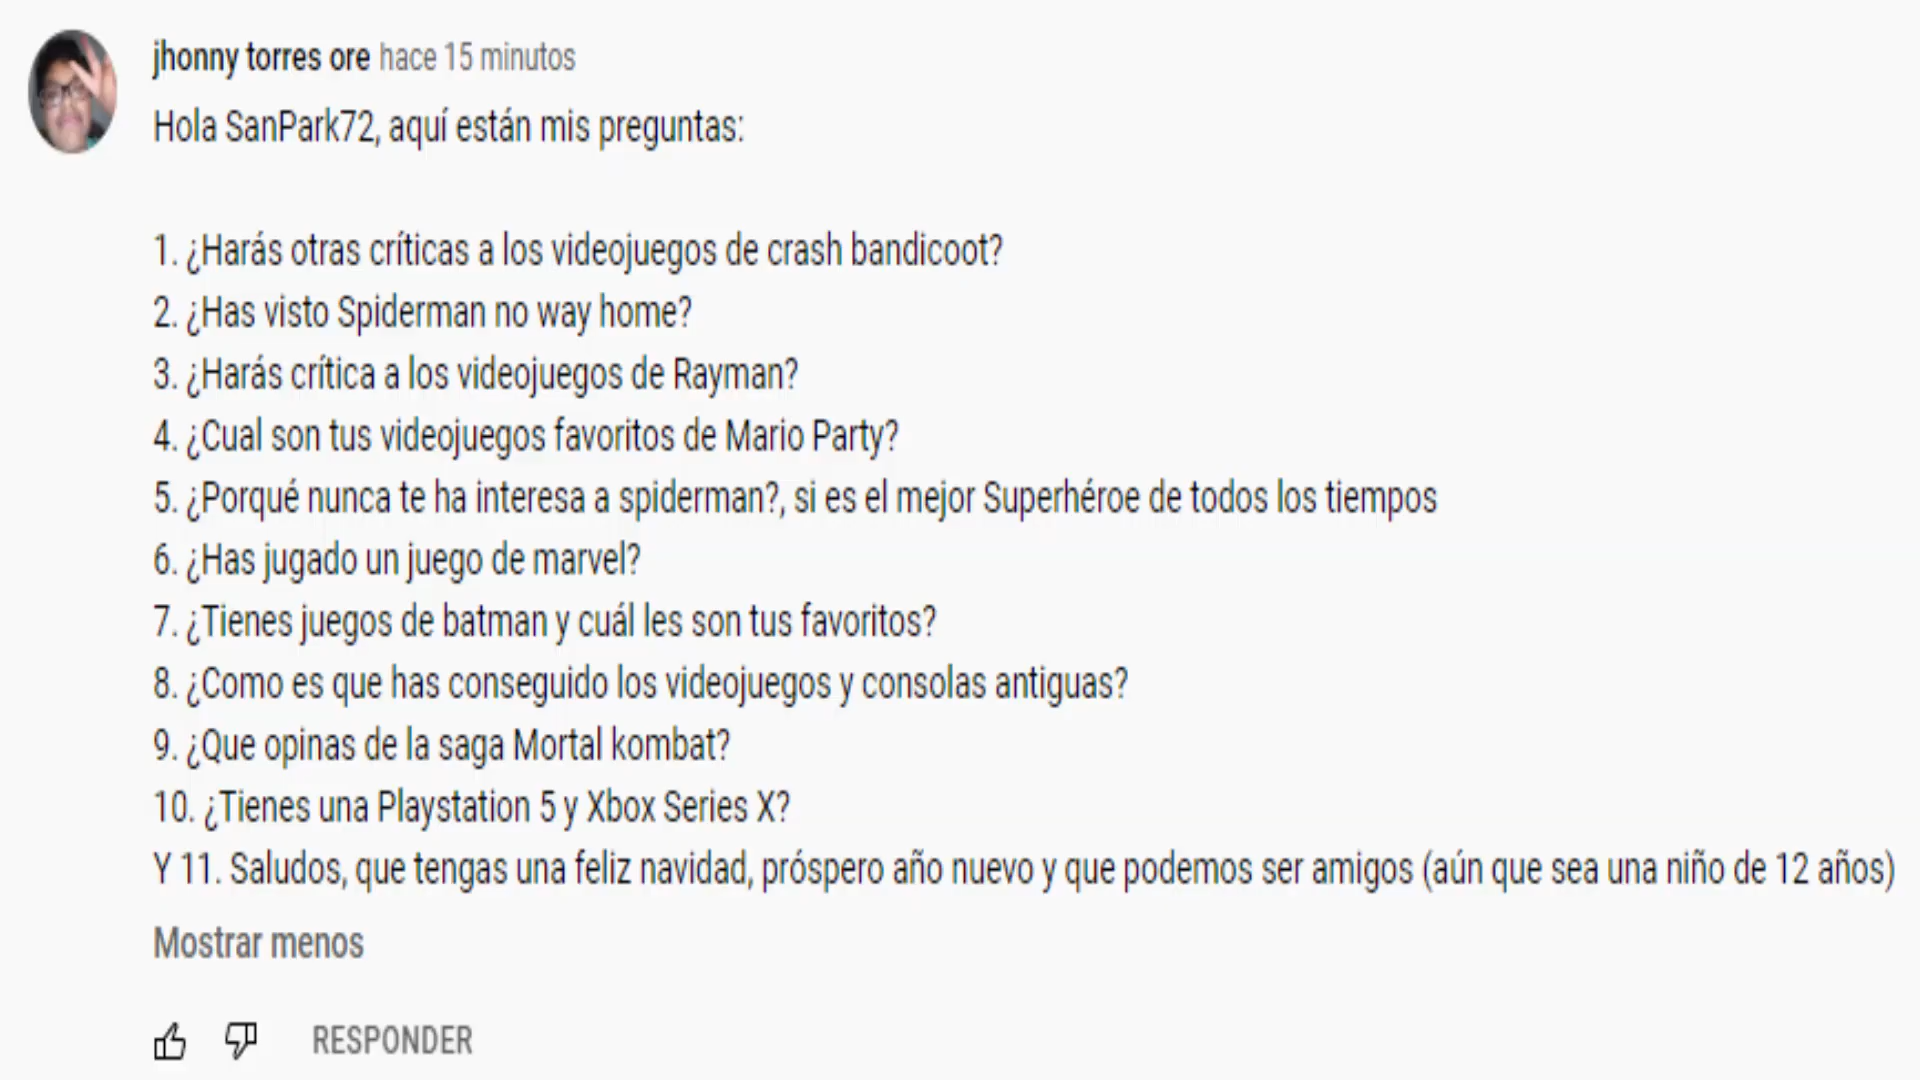 jhonny torres ore hace 15 minutos
Hola SanPark72, aquí están mis preguntas:
1. ¿Harás otras críticas a los videojuegos de crash bandicoot?
2. ¿Has visto Spiderman no way home?
3. ¿Harás crítica a los videojuegos de Rayman?
4. ¿Cual son tus videojuegos favoritos de Mario Party?
5. ¿Porqué nunca te ha interesa a spiderman?, si es el mejor Superhéroe de todos los tiempos
6. ¿Has jugado un juego de marvel?
7. ¿Tienes juegos de batman y cuál les son tus favoritos?
8. ¿Como es que has conseguido los videojuegos y consolas antiguas?
9. ¿Que opinas de la saga Mortal kombat?
10. ¿Tienes una Playstation 5 y Xbox Series X?
Y 11. Saludos, que tengas una feliz navidad, próspero año nuevo y que podemos ser amigos (aún que sea una niño de 12 años)
Mostrar menos
RESPONDER